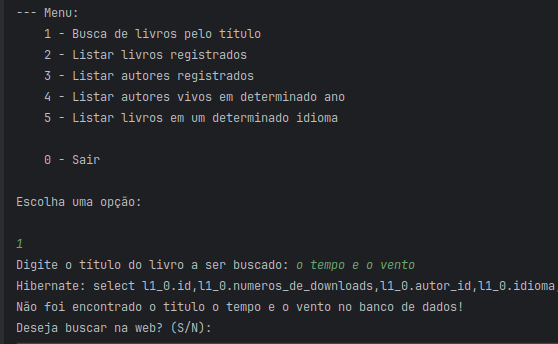 --- Menu:
1 - Busca de livros pelo título
2 - Listar livros registrados
3 - Listar autores registrados
4 - Listar autores vivos em determinado ano
5 - Listar livros em um determinado idioma
0 - Sair
Escolha uma opção:
1
Digite o título do livro a ser buscado: o tempo e o vento
Hibernate: select l1_0.id,l1_0.numeros_de_downloads,l1_0.autor_id,l1_0.idioma,
Não foi encontrado o titulo o tempo e o vento no banco de dados!
Deseja buscar na web? (S/N):